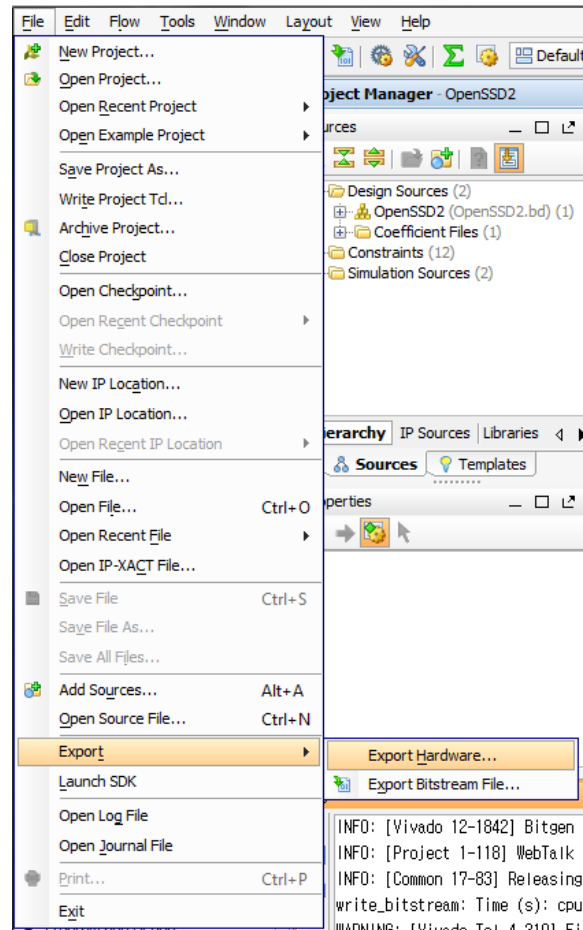 File Edit Flow Tools Window Layout View Help
New Project...
Open Project...
Open Recent Project
Open Example Project
Save Project As...
Write Project Tcl...
Archive Project...
Close Project
Open Checkpoint...
Open Recent Checkpoint
Write Checkpoint...
New IP Location...
Open IP Location...
Open Recent IP Location
New File...
Open File... Ctrl+O
Open Recent File
Open IP-XACT File...
Save File Ctrl+S
Save File As...
Save All Files...
Add Sources... Alt+A
Open Source File... Ctrl+N
Export
Launch SDK
Open Log File
Open Journal File
Print... Ctrl+P
Exit
Export Hardware...
Export Bitstream File...
Default
ject Manager - OpenSSD2
urces
Design Sources (2)
OpenSSD2 (OpenSSD2.bd) (1)
Coefficient Files (1)
Constraints (12)
Simulation Sources (2)
ierarchy IP Sources Libraries
Sources Templates
perties
INFO: [Vivado 12-1842] Bitgen
INFO: [Project 1-118] WebTalk
INFO: [Common 17-83] Releasing
write_bitstream: Time (s): cpu